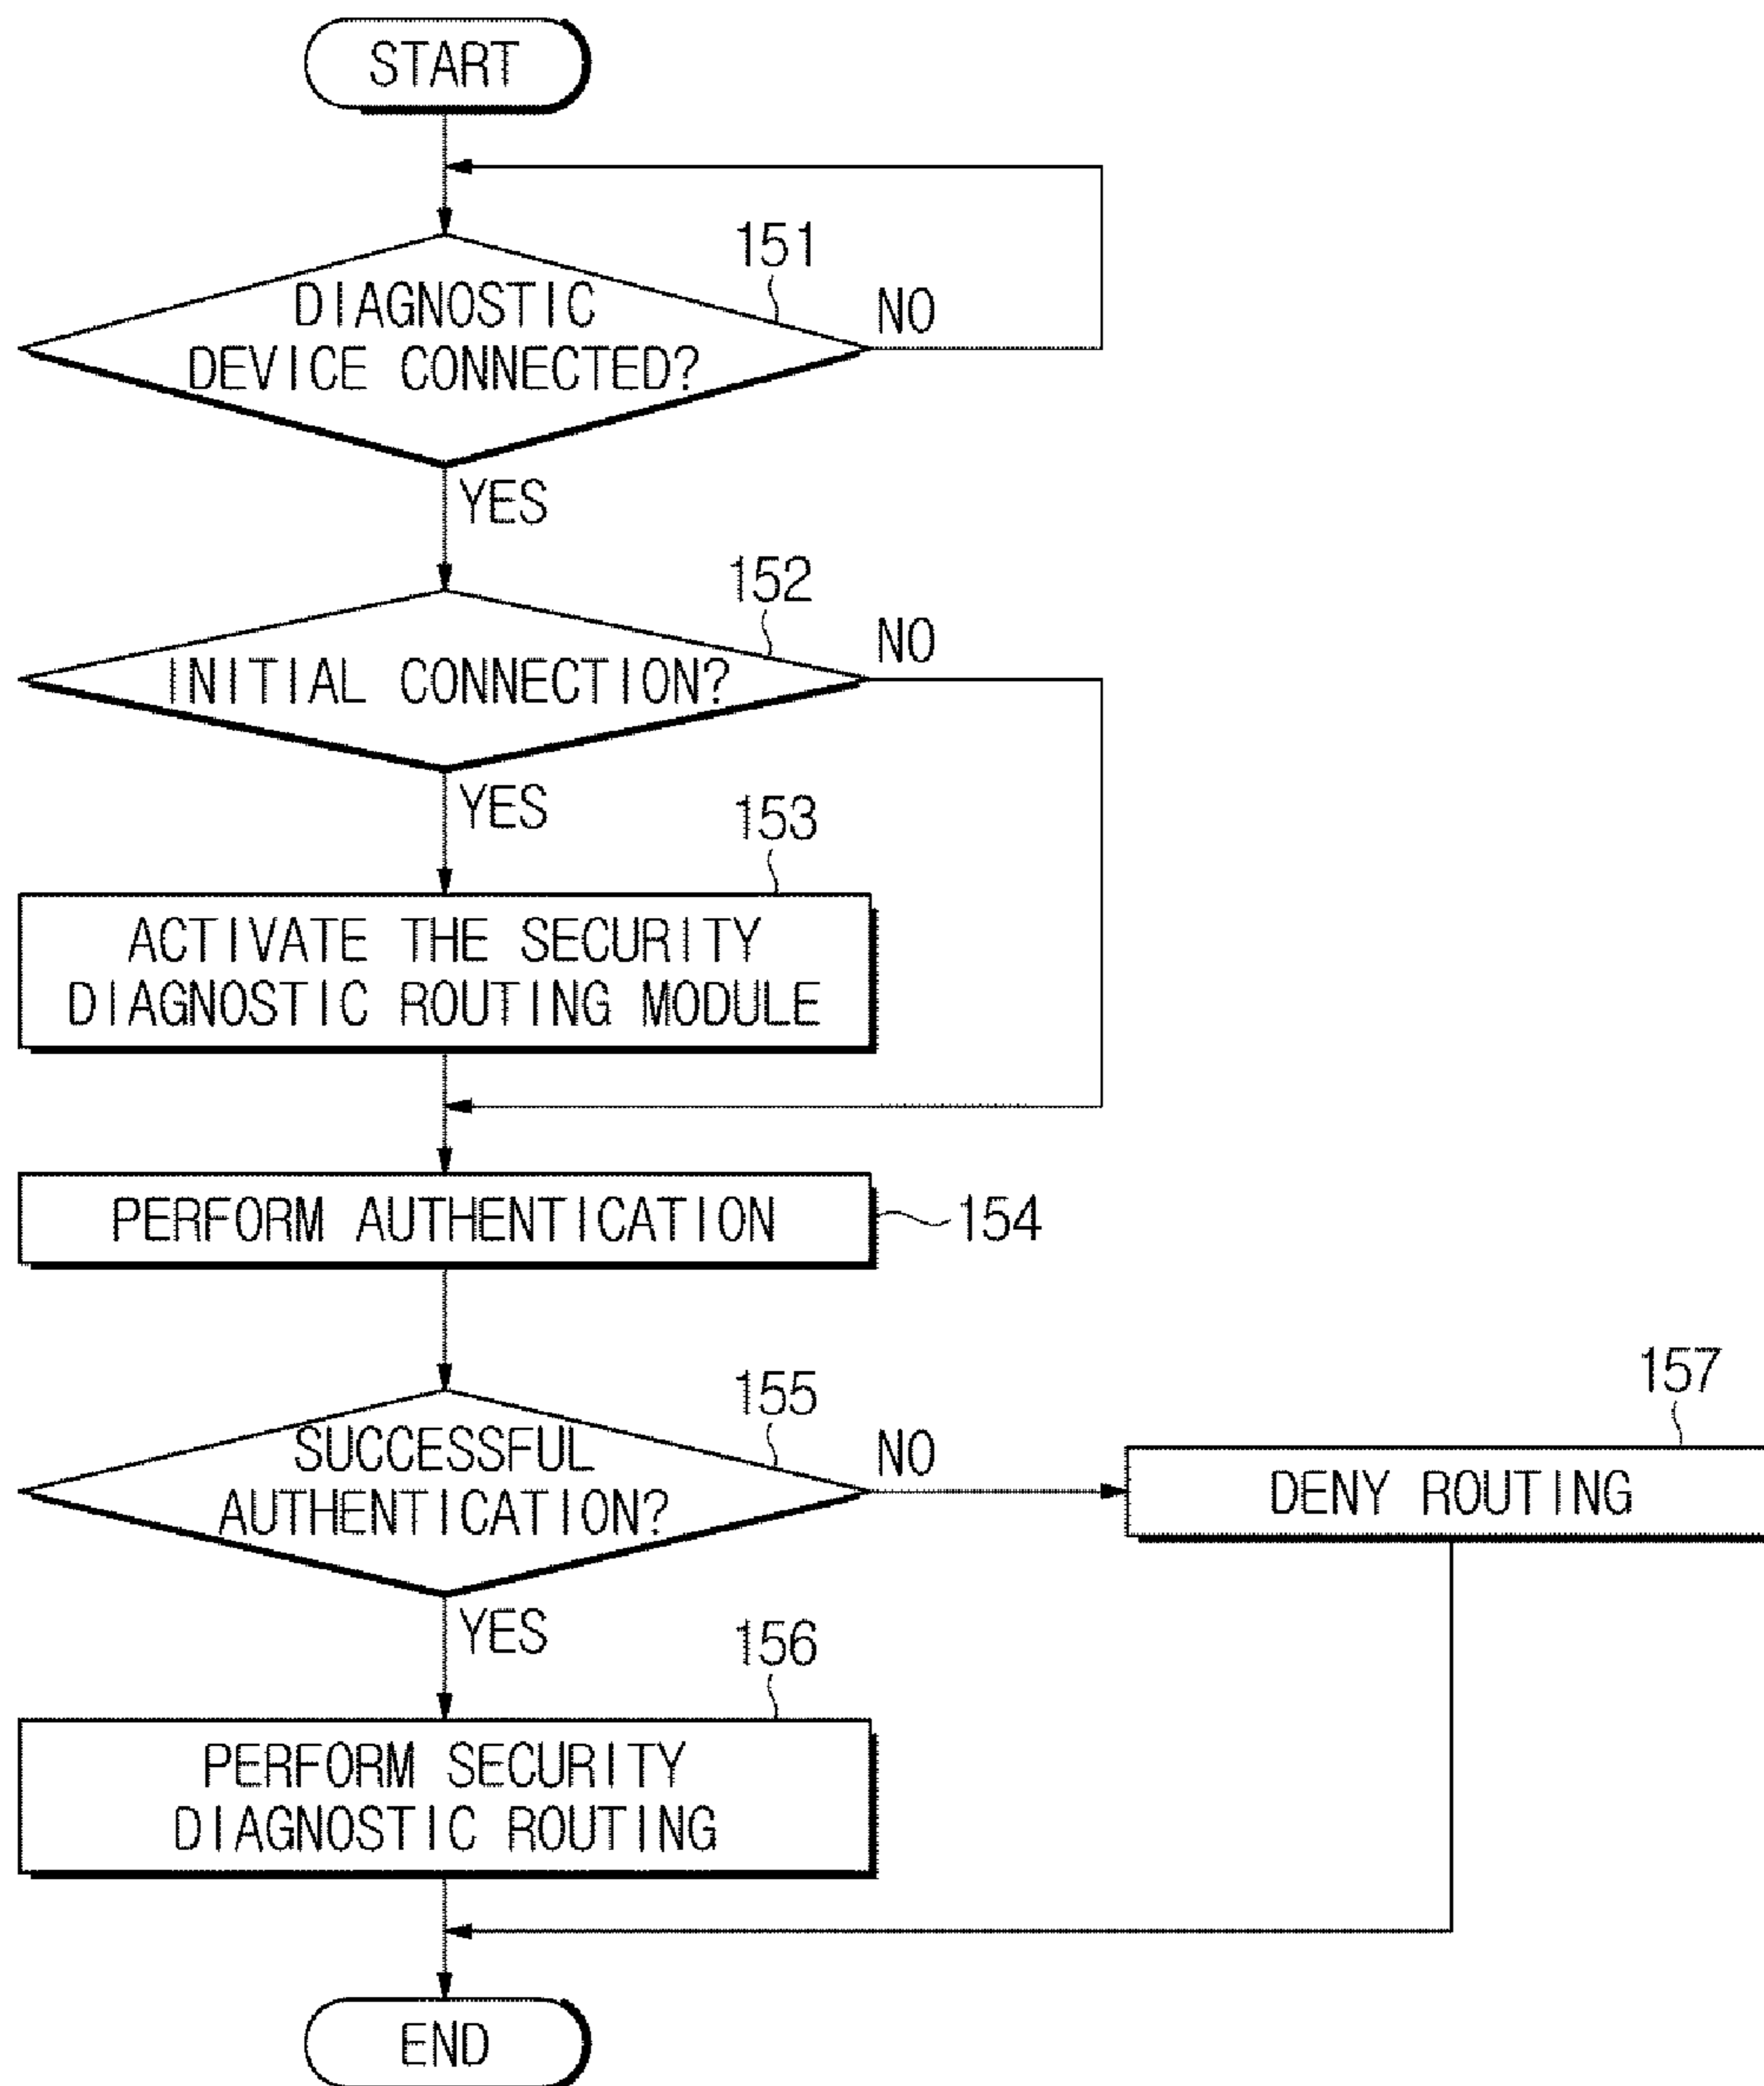 START
151
DIAGNOSTIC
DEVICE CONNECTED?
NO
YES
152
INITIAL CONNECTION?
NO
YES
153
ACTIVATE THE SECURITY
DIAGNOSTIC ROUTING MODULE
PERFORM AUTHENTICATION
154
155
SUCCESSFUL
AUTHENTICATION?
NO
157
DENY ROUTING
YES
156
PERFORM SECURITY
DIAGNOSTIC ROUTING
END